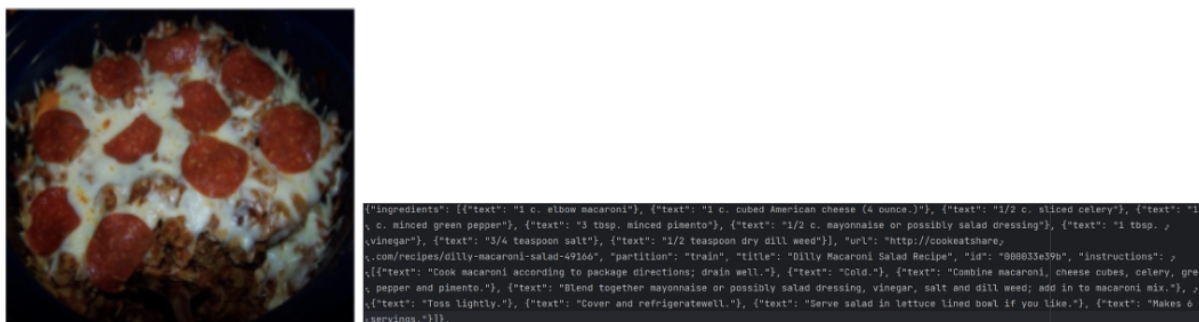 {"ingredients": [{"text": "1 c. elbow macaroni"}, {"text": "1 c. cubed American cheese (4 ounce.)"}, {"text": "1/2 c. sliced celery"}, {"text": "1
c. minced green pepper"}, {"text": "3 tbsp. minced pimento"}, {"text": "1/2 c. mayonnaise or possibly salad dressing"}, {"text": "1 tbsp.
vinegar"}, {"text": "3/4 teaspoon salt"}, {"text": "1/2 teaspoon dry dill weed"}], "url": "http://cookeatshare
.com/recipes/dilly-macaroni-salad-49166", "partition": "train", "title": "Dilly Macaroni Salad Recipe", "id": "000033e39b", "instructions":
[{"text": "Cook macaroni according to package directions; drain well."}, {"text": "Cold."}, {"text": "Combine macaroni, cheese cubes, celery, gre
pepper and pimento."}, {"text": "Blend together mayonnaise or possibly salad dressing, vinegar, salt and dill weed; add in to macaroni mix."},
{"text": "Toss lightly."}, {"text": "Cover and refrigeratewell."}, {"text": "Serve salad in lettuce lined bowl if you like."}, {"text": "Makes 6
servings."}]},